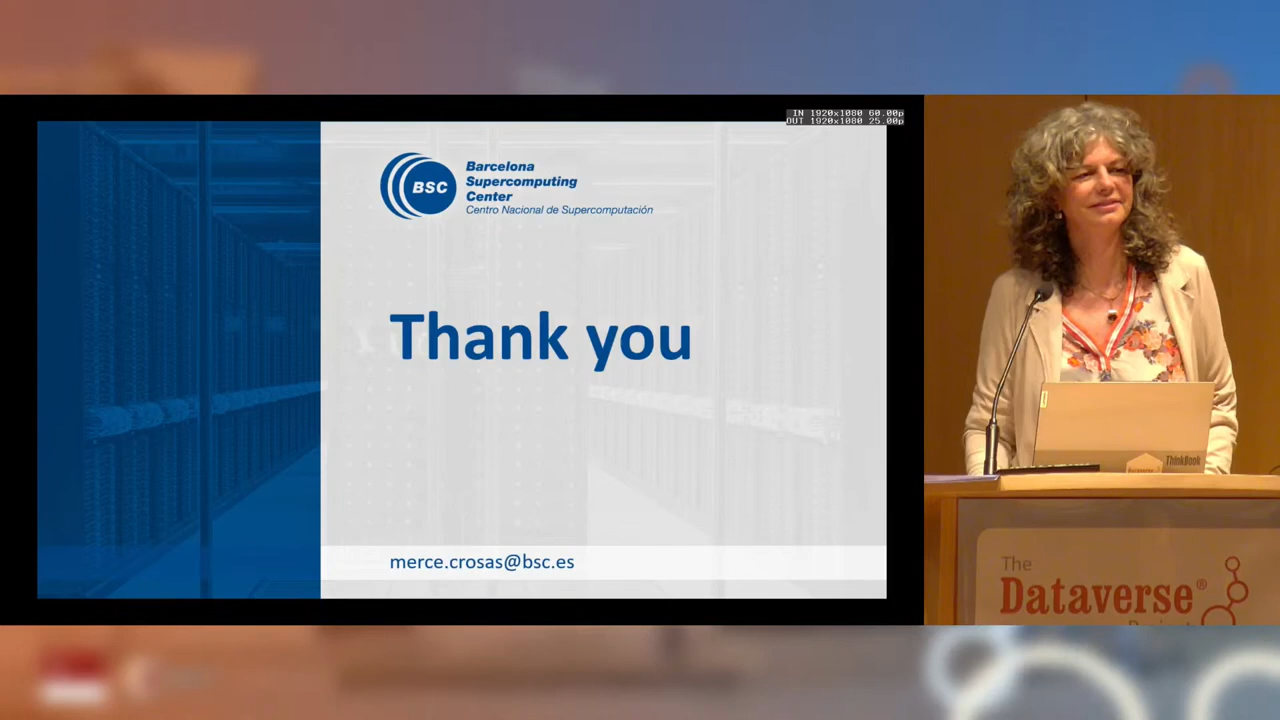 IN 1920x1080 60.00p
OUT 1920x1080 25.00p
BSC
Barcelona
Supercomputing
Center
Centro Nacional de Supercomputación
Thank you
merce.crosas@bsc.es
ThinkBook
The
Dataverse®